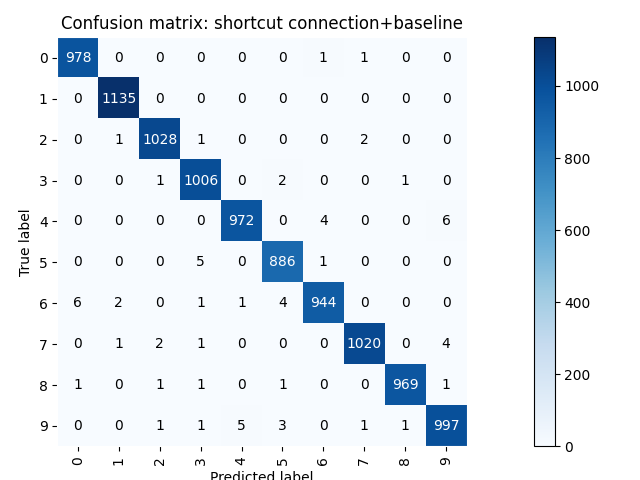 Confusion matrix: shortcut connection+baseline
0 978 0 0 0 0 0 1 1 0 0
1 0 1135 0 0 0 0 0 0 0 0
2 0 1 1028 1 0 0 0 2 0 0
3 0 0 1 1006 0 2 0 0 1 0
4 0 0 0 0 972 0 4 0 0 6
5 0 0 0 5 0 886 1 0 0 0
6 6 2 0 1 1 4 944 0 0 0
7 0 1 2 1 0 0 0 1020 0 4
8 1 0 1 1 0 1 0 0 969 1
9 0 0 1 1 5 3 0 1 1 997
0 1 2 3 4 5 6 7 8 9
True label
Predicted label
1000
800
600
400
200
0